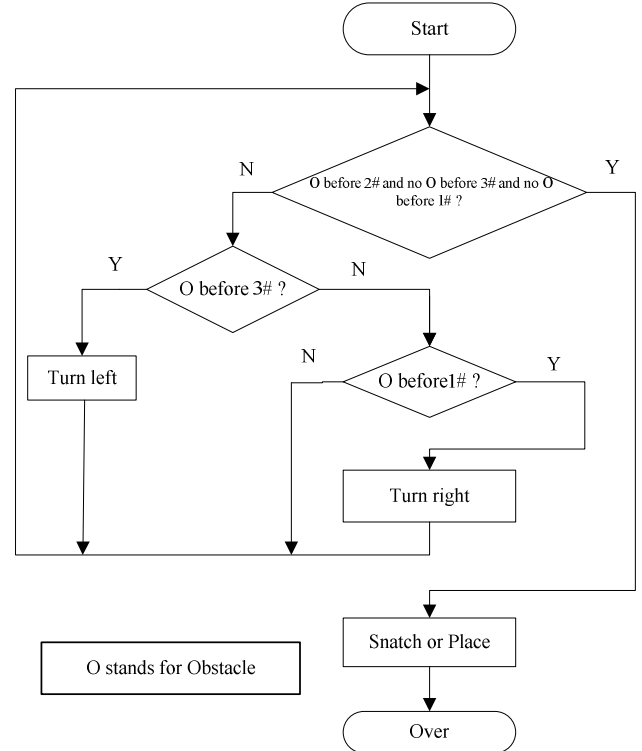 Start
N
Y
O before 2# and no O before 3# and no O
before 1# ?
Y
N
O before 3# ?
N
Y
Turn left
O before1# ?
Turn right
Snatch or Place
O stands for Obstacle
Over